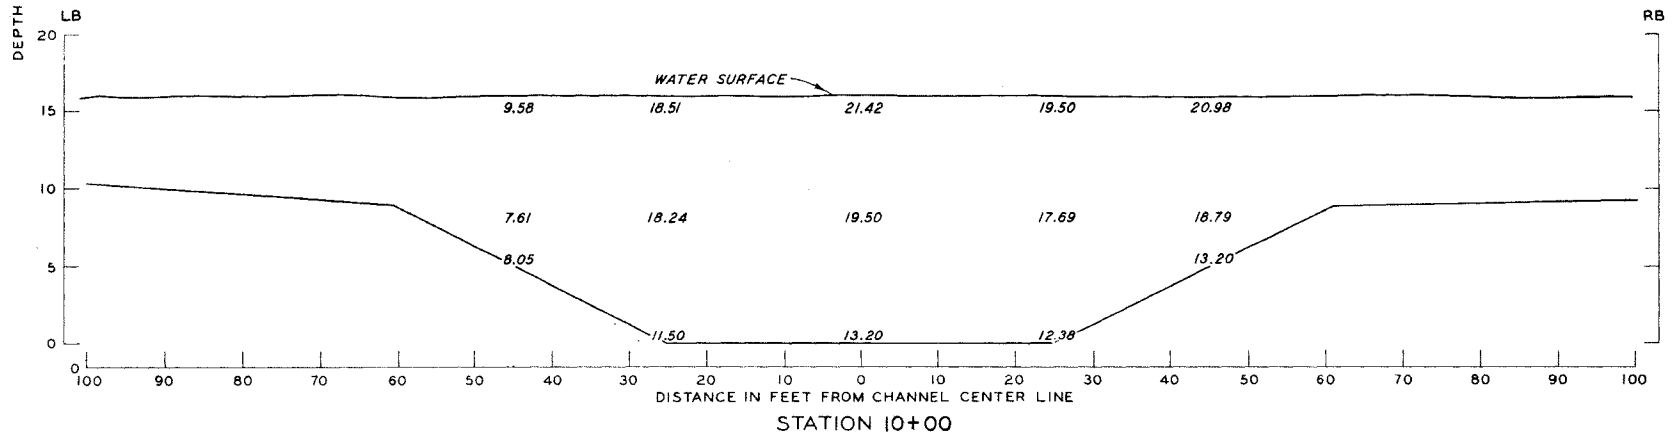 DEPTH
LB RB
20
WATER SURFACE
15
9.58 18.51 21.42 19.50 20.98
10
7.61 18.24 19.50 17.69 18.79
5
8.05 13.20
0
11.50 13.20 12.38
0
100 90 80 70 60 50 40 30 20 10 0 10 20 30 40 50 60 70 80 90 100
DISTANCE IN FEET FROM CHANNEL CENTER LINE
STATION 10+00